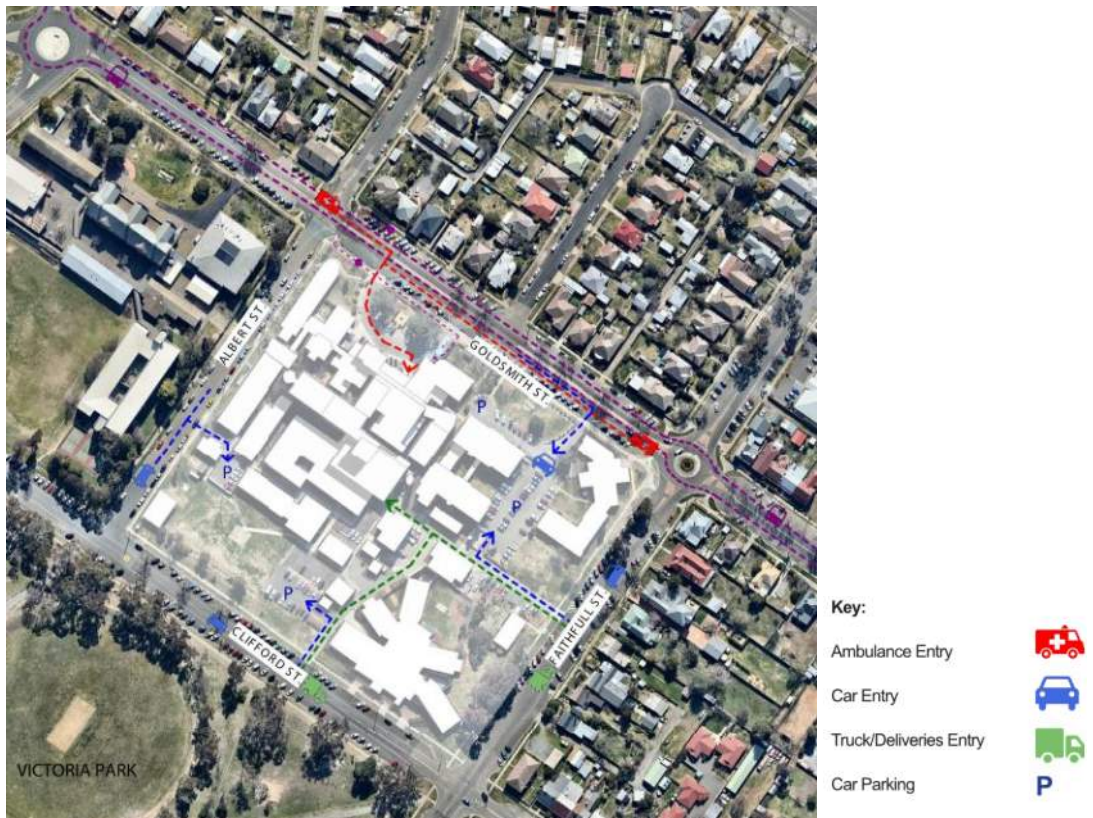 ALBERT ST.
GOLDSMITH ST.
P
P
P
P
CLIFFORD ST.
FAITHFULL ST.
VICTORIA PARK
Key:
Ambulance Entry
Car Entry
Truck/Deliveries Entry
Car Parking
P